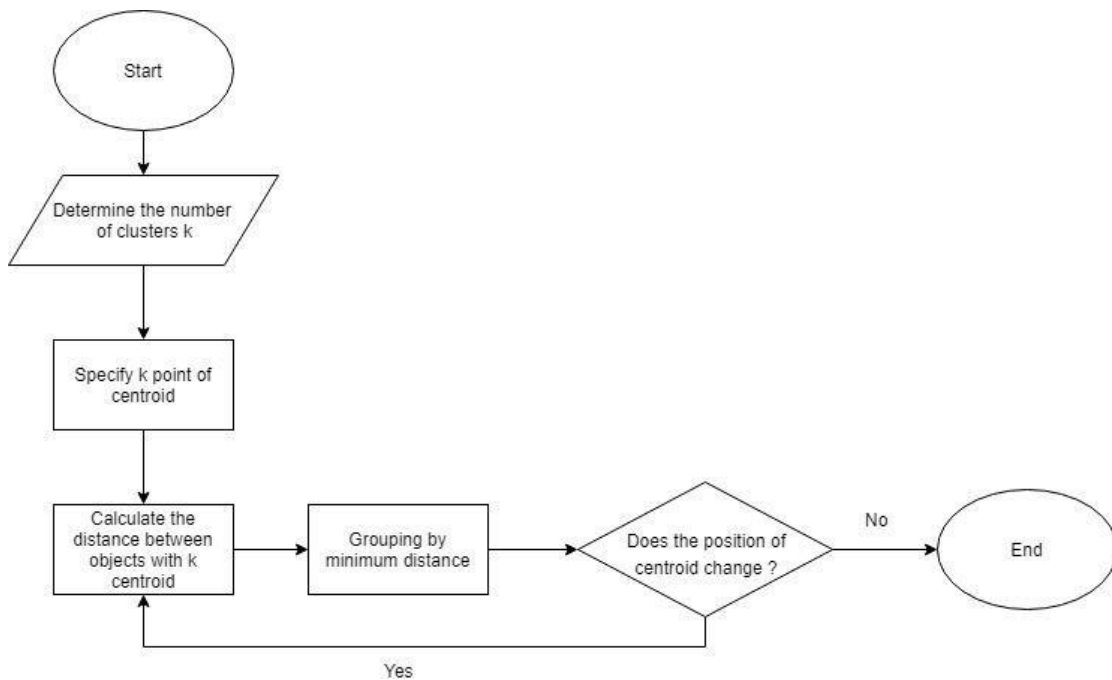 Start
Determine the number
of clusters k
Specify k point of
centroid
Calculate the
distance between
objects with k
centroid
Grouping by
minimum distance
Does the position of
centroid change ?
No
End
Yes